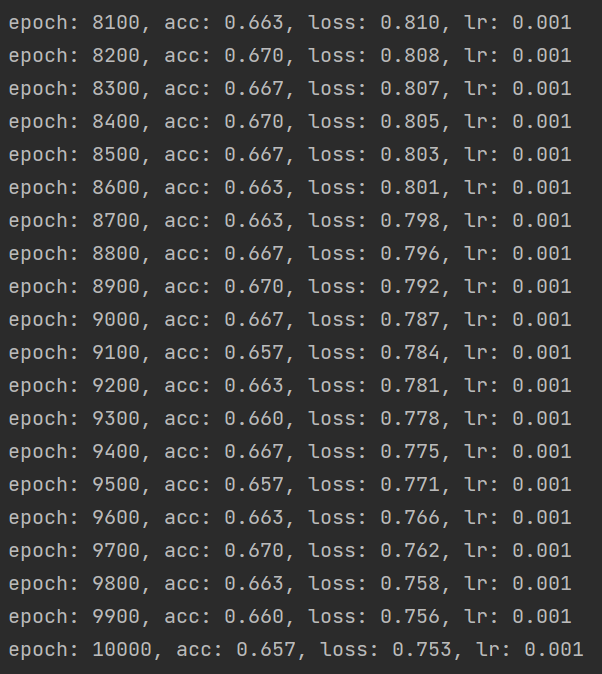 epoch: 8100, acc: 0.663, loss: 0.810, lr: 0.001
epoch: 8200, acc: 0.670, loss: 0.808, lr: 0.001
epoch: 8300, acc: 0.667, loss: 0.807, lr: 0.001
epoch: 8400, acc: 0.670, loss: 0.805, lr: 0.001
epoch: 8500, acc: 0.667, loss: 0.803, lr: 0.001
epoch: 8600, acc: 0.663, loss: 0.801, lr: 0.001
epoch: 8700, acc: 0.663, loss: 0.798, lr: 0.001
epoch: 8800, acc: 0.667, loss: 0.796, lr: 0.001
epoch: 8900, acc: 0.670, loss: 0.792, lr: 0.001
epoch: 9000, acc: 0.667, loss: 0.787, lr: 0.001
epoch: 9100, acc: 0.657, loss: 0.784, lr: 0.001
epoch: 9200, acc: 0.663, loss: 0.781, lr: 0.001
epoch: 9300, acc: 0.660, loss: 0.778, lr: 0.001
epoch: 9400, acc: 0.667, loss: 0.775, lr: 0.001
epoch: 9500, acc: 0.657, loss: 0.771, lr: 0.001
epoch: 9600, acc: 0.663, loss: 0.766, lr: 0.001
epoch: 9700, acc: 0.670, loss: 0.762, lr: 0.001
epoch: 9800, acc: 0.663, loss: 0.758, lr: 0.001
epoch: 9900, acc: 0.660, loss: 0.756, lr: 0.001
epoch: 10000, acc: 0.657, loss: 0.753, lr: 0.001